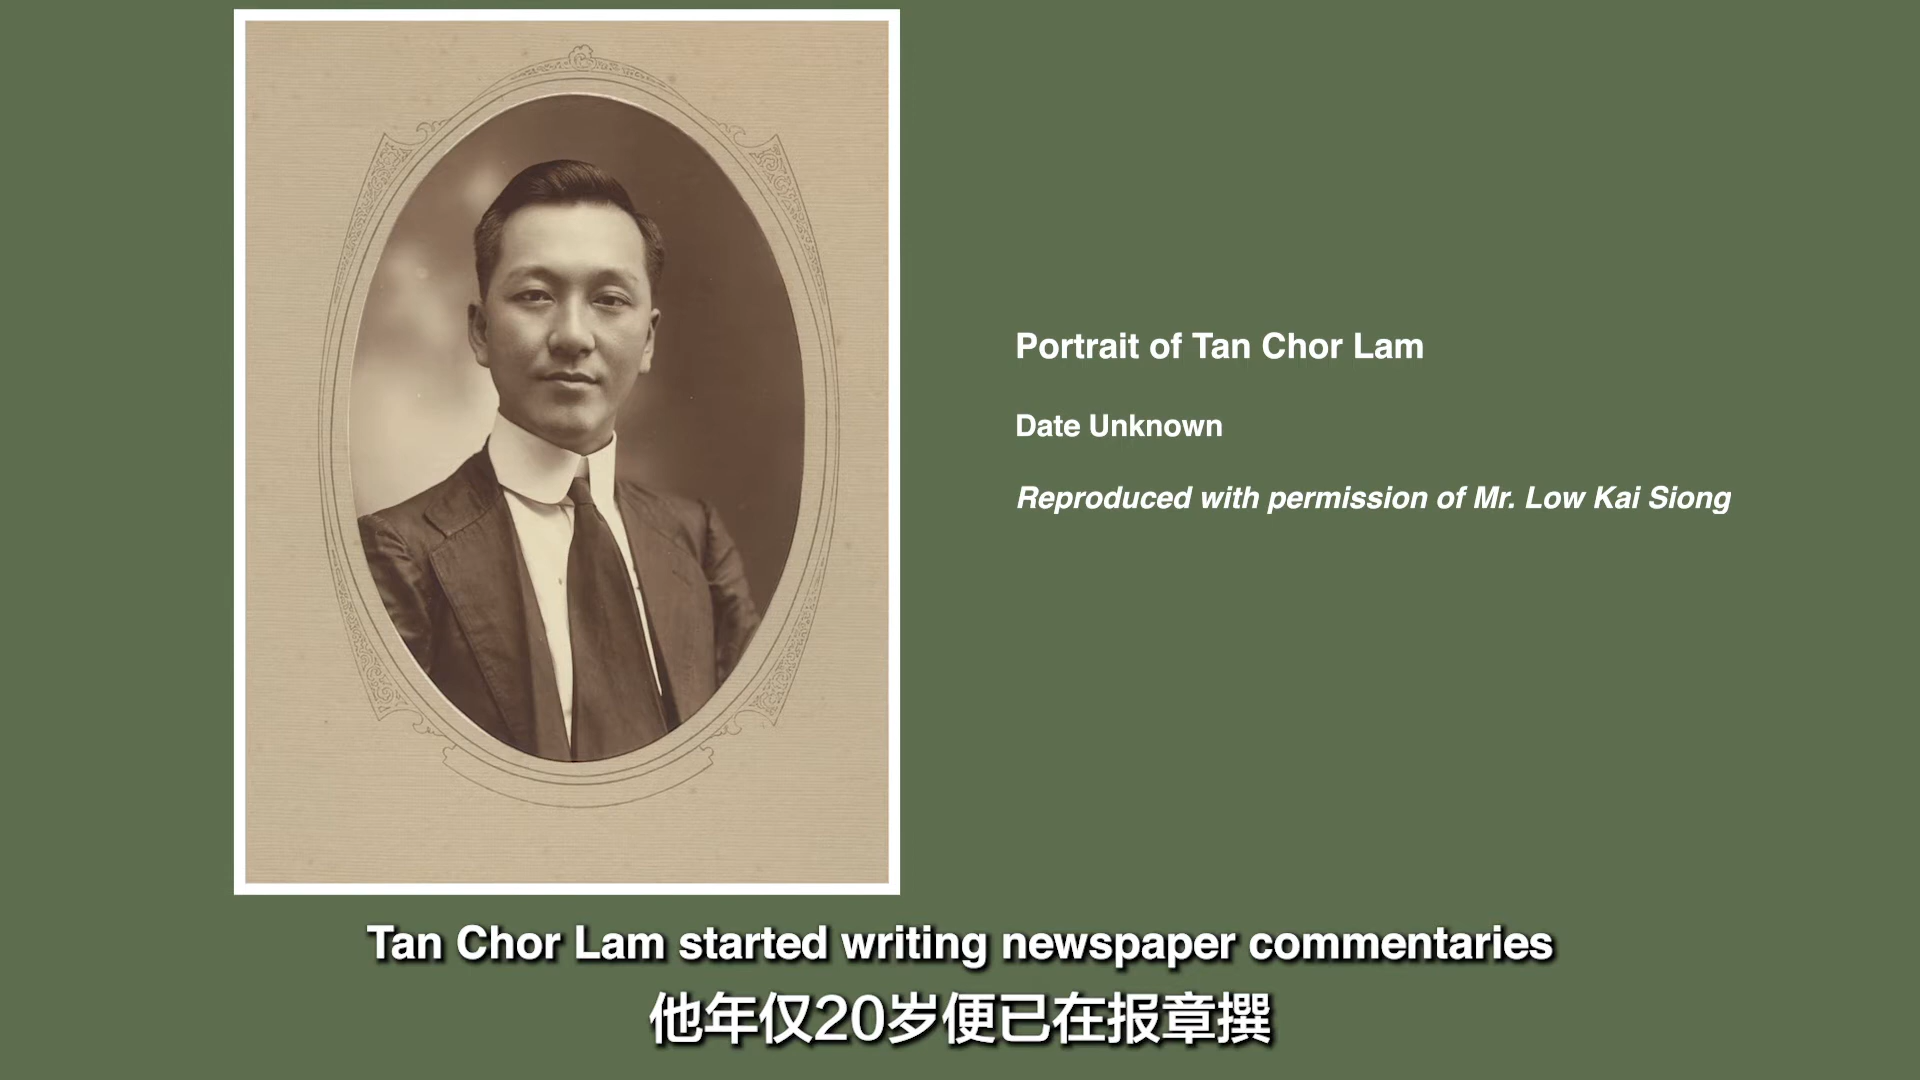 Portrait of Tan Chor Lam
Date Unknown
Reproduced with permission of Mr. Low Kai Siong
Tan Chor Lam started writing newspaper commentaries
他年仅20岁便已在报章撰